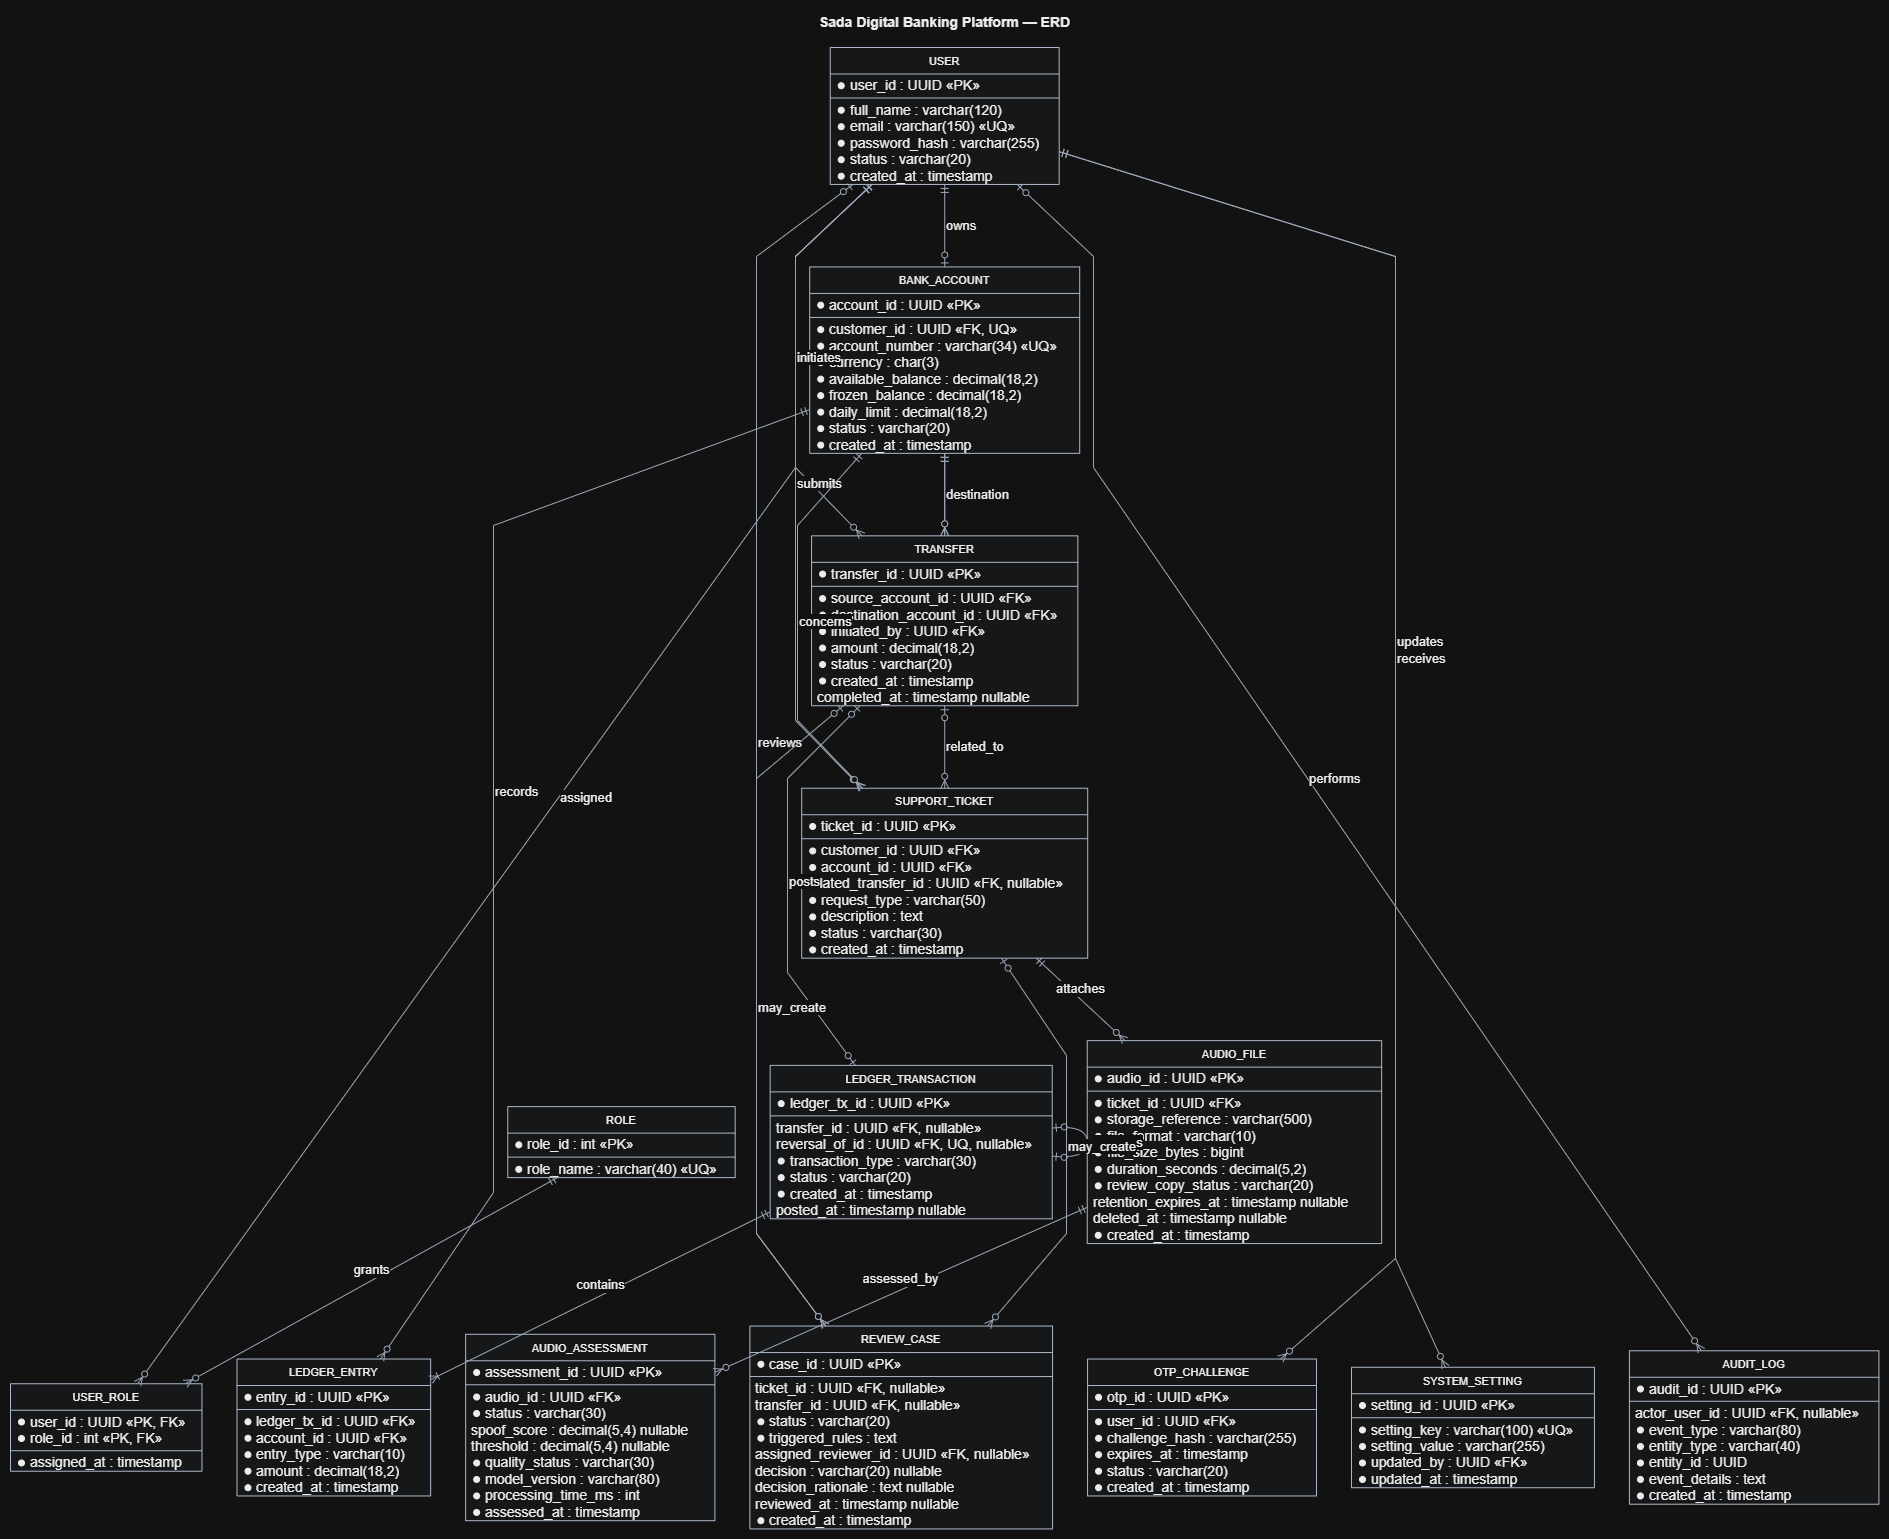 Sada Digital Banking Platform — ERD
USER
user_id : UUID «PK»
full_name : varchar(120)
email : varchar(150) «UQ»
password_hash : varchar(255)
status : varchar(20)
created_at : timestamp
owns
BANK_ACCOUNT
account_id : UUID «PK»
customer_id : UUID «FK, UQ»
account_number : varchar(34) «UQ»
initiates
: char(3)
available_balance : decimal(18,2)
frozen_balance : decimal(18,2)
daily_limit : decimal(18,2)
status : varchar(20)
created_at : timestamp
submits
destination
TRANSFER
transfer_id : UUID «PK»
source_account_id : UUID «FK»
destination_account_id : UUID «FK»
concerns
initiated_by : UUID «FK»
amount : decimal(18,2)
status : varchar(20)
created_at : timestamp
completed_at : timestamp nullable
updates
receives
reviews
related_to
performs
records
assigned
SUPPORT_TICKET
ticket_id : UUID «PK»
customer_id : UUID «FK»
account_id : UUID «FK»
posts
lated_transfer_id : UUID «FK, nullable»
request_type : varchar(50)
description : text
status : varchar(30)
created_at : timestamp
attaches
may_create
AUDIO_FILE
audio_id : UUID «PK»
ticket_id : UUID «FK»
storage_reference : varchar(500)
file_format : varchar(10)
file_size_bytes : bigint
duration_seconds : decimal(5,2)
review_copy_status : varchar(20)
retention_expires_at : timestamp nullable
deleted_at : timestamp nullable
created_at : timestamp
may_create
LEDGER_TRANSACTION
ledger_tx_id : UUID «PK»
transfer_id : UUID «FK, nullable»
reversal_of_id : UUID «FK, UQ, nullable»
transaction_type : varchar(30)
status : varchar(20)
created_at : timestamp
posted_at : timestamp nullable
ROLE
role_id : int «PK»
role_name : varchar(40) «UQ»
grants
contains
assessed_by
USER_ROLE
user_id : UUID «PK, FK»
role_id : int «PK, FK»
assigned_at : timestamp
LEDGER_ENTRY
entry_id : UUID «PK»
ledger_tx_id : UUID «FK»
account_id : UUID «FK»
entry_type : varchar(10)
amount : decimal(18,2)
created_at : timestamp
AUDIO_ASSESSMENT
assessment_id : UUID «PK»
audio_id : UUID «FK»
status : varchar(30)
spoof_score : decimal(5,4) nullable
threshold : decimal(5,4) nullable
quality_status : varchar(30)
model_version : varchar(80)
processing_time_ms : int
assessed_at : timestamp
REVIEW_CASE
case_id : UUID «PK»
ticket_id : UUID «FK, nullable»
transfer_id : UUID «FK, nullable»
status : varchar(20)
triggered_rules : text
assigned_reviewer_id : UUID «FK, nullable»
decision : varchar(20) nullable
decision_rationale : text nullable
reviewed_at : timestamp nullable
created_at : timestamp
OTP_CHALLENGE
otp_id : UUID «PK»
user_id : UUID «FK»
challenge_hash : varchar(255)
expires_at : timestamp
status : varchar(20)
created_at : timestamp
SYSTEM_SETTING
setting_id : UUID «PK»
setting_key : varchar(100) «UQ»
setting_value : varchar(255)
updated_by : UUID «FK»
updated_at : timestamp
AUDIT_LOG
audit_id : UUID «PK»
actor_user_id : UUID «FK, nullable»
event_type : varchar(80)
entity_type : varchar(40)
entity_id : UUID
event_details : text
created_at : timestamp